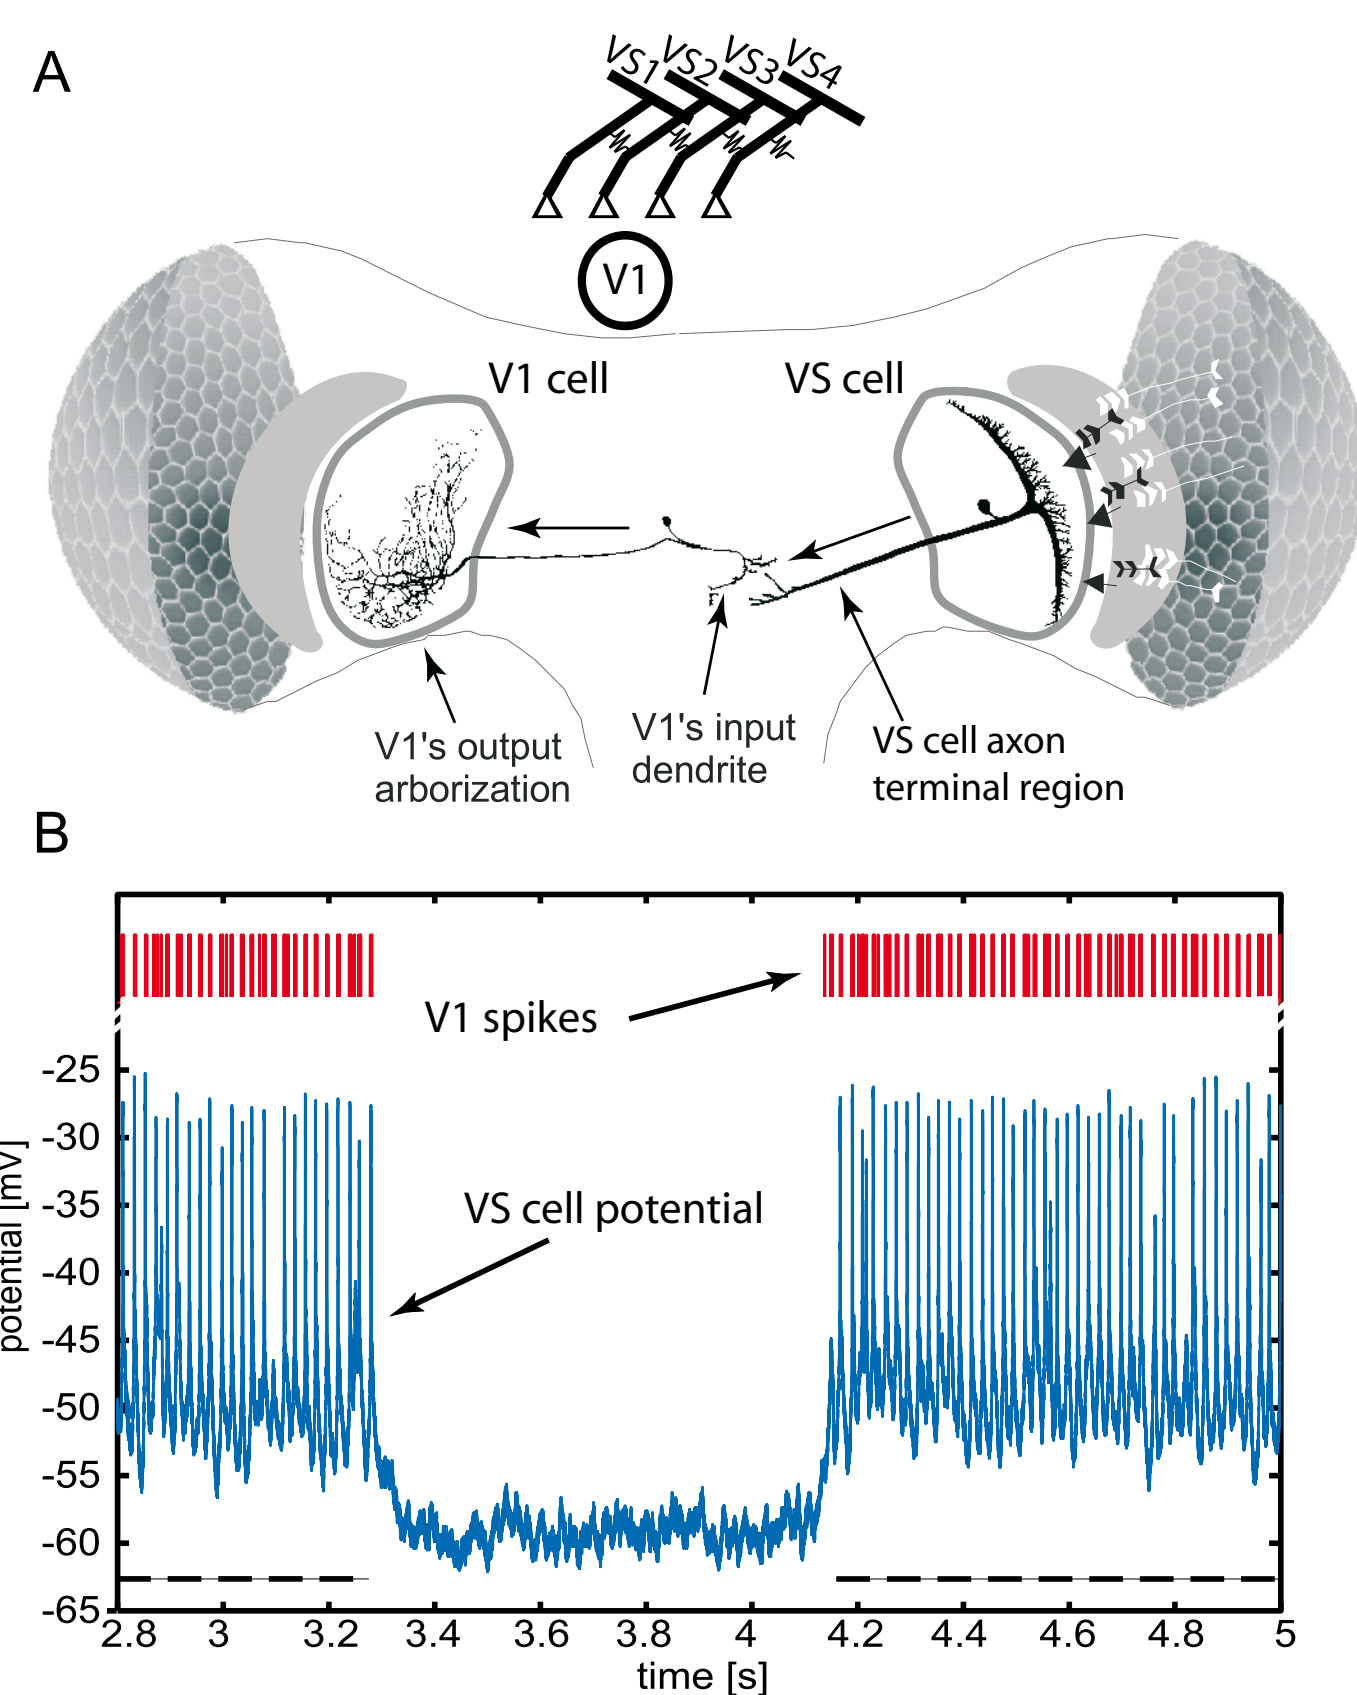 A
VS1 VS2 VS3 VS4
V1
V1 cell
VS cell
V1's output
arborization
V1's input
dendrite
VS cell axon
terminal region
B
V1 spikes
VS cell potential
potential [mV]
-25
-30
-35
-40
-45
-50
-55
-60
-65
2.8 3 3.2 3.4 3.6 3.8 4 4.2 4.4 4.6 4.8 5
time [s]